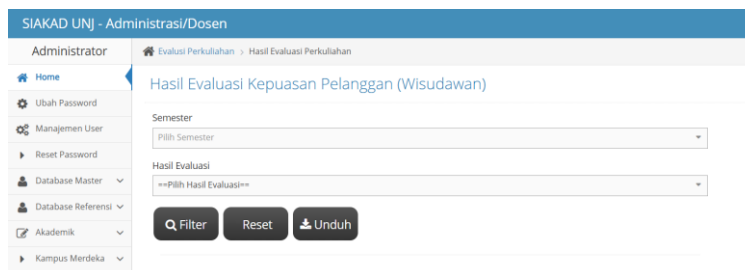 SIAKAD UNJ - Administrasi/Dosen
Administrator
Evalusi Perkuliahan > Hasil Evaluasi Perkuliahan
Home
Ubah Password
Manajemen User
Reset Password
Database Master
Database Referensi
Akademik
Kampus Merdeka
Hasil Evaluasi Kepuasan Pelanggan (Wisudawan)
Semester
Pilih Semester
Hasil Evaluasi
==Pilih Hasil Evaluasi==
Filter Reset Unduh